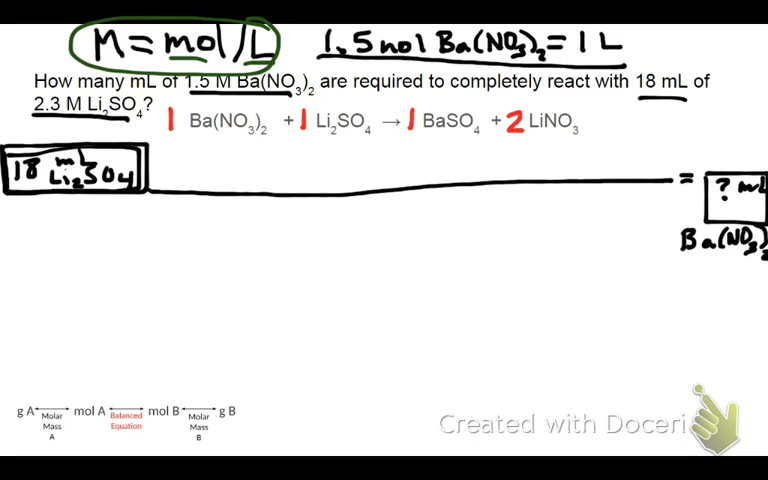 M = mol/L 1.5 mol Ba(NO₃)₂ = 1 L
How many mL of 1.5 M Ba(NO₃)₂ are required to completely react with 18 mL of
2.3 M Li₂SO₄?
1 Ba(NO₃)₂ + 1 Li₂SO₄ → 1 BaSO₄ + 2 LiNO₃
18 mL Li₂SO₄ = ? mL
Ba(NO₃)₂
g A ↔ mol A ↔ mol B ↔ g B
Molar Balanced Molar
Mass Equation Mass
A B
Created with Doceri